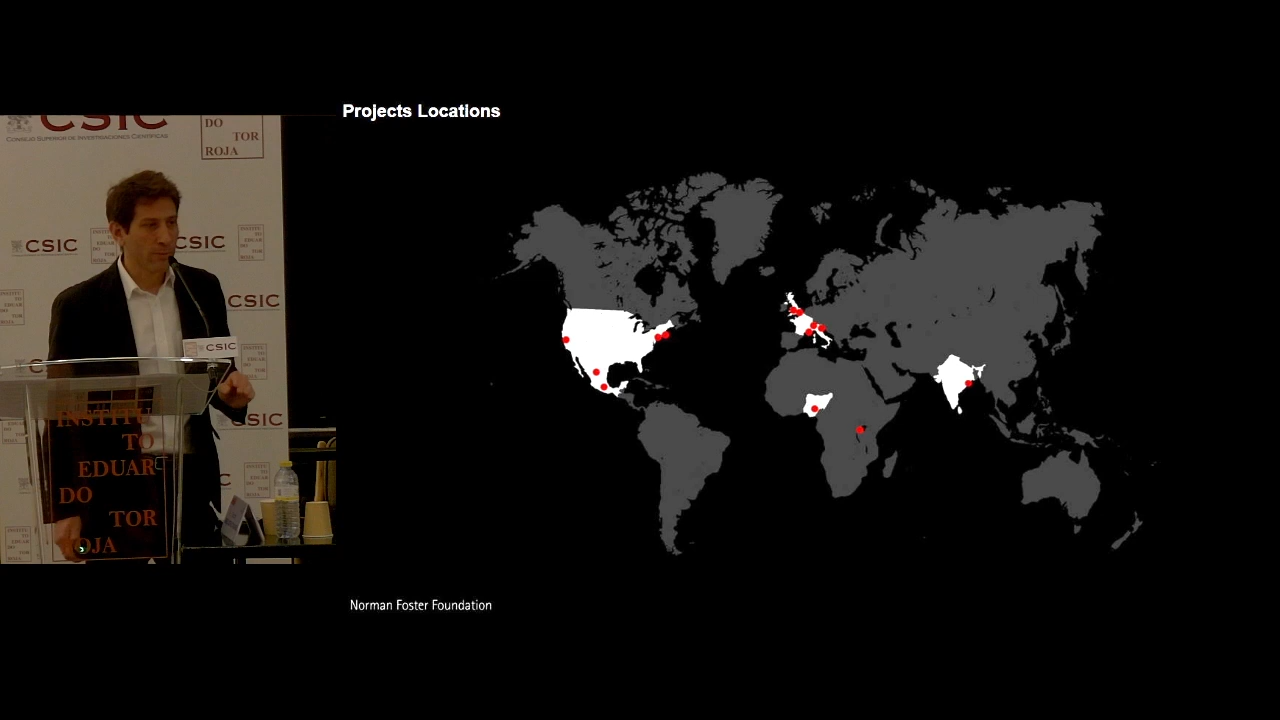 Projects Locations
CSIC
CONSEJO SUPERIOR DE INVESTIGACIONES CIENTÍFICAS
DO
TOR
ROJA
CSIC
CSIC
CSIC
CSIC
CSIC
INSTITU
TO
EDUAR
DO
TOR
OJA
Norman Foster Foundation